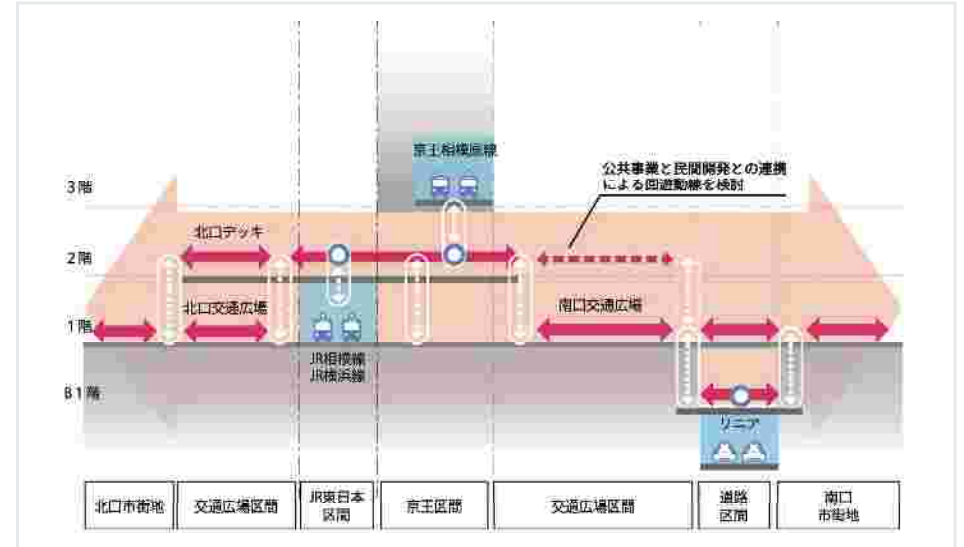 京王相模原線
公共事業と民間開発との連携
による回遊動線を検討
3階
北口デッキ
2階
北口交通広場
南口交通広場
1階
JR相模線
JR横浜線
B1階
リニア
北口市街地
交通広場区間
JR東日本
区間
京王区間
交通広場区間
道路
区間
南口
市街地